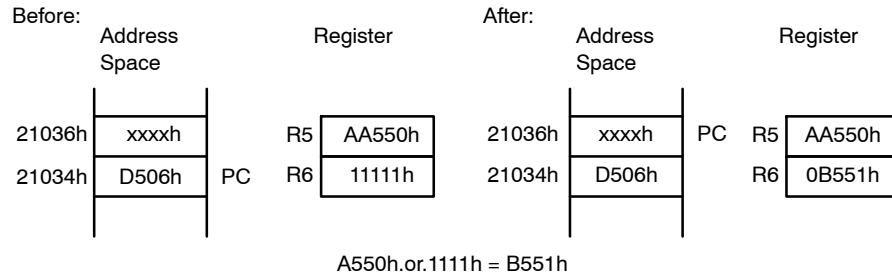 Before: After:
Address Register Address Register
Space Space
21036h xxxxh R5 AA550h 21036h xxxxh PC R5 AA550h
21034h D506h PC R6 11111h 21034h D506h R6 0B551h
A550h.or.1111h = B551h